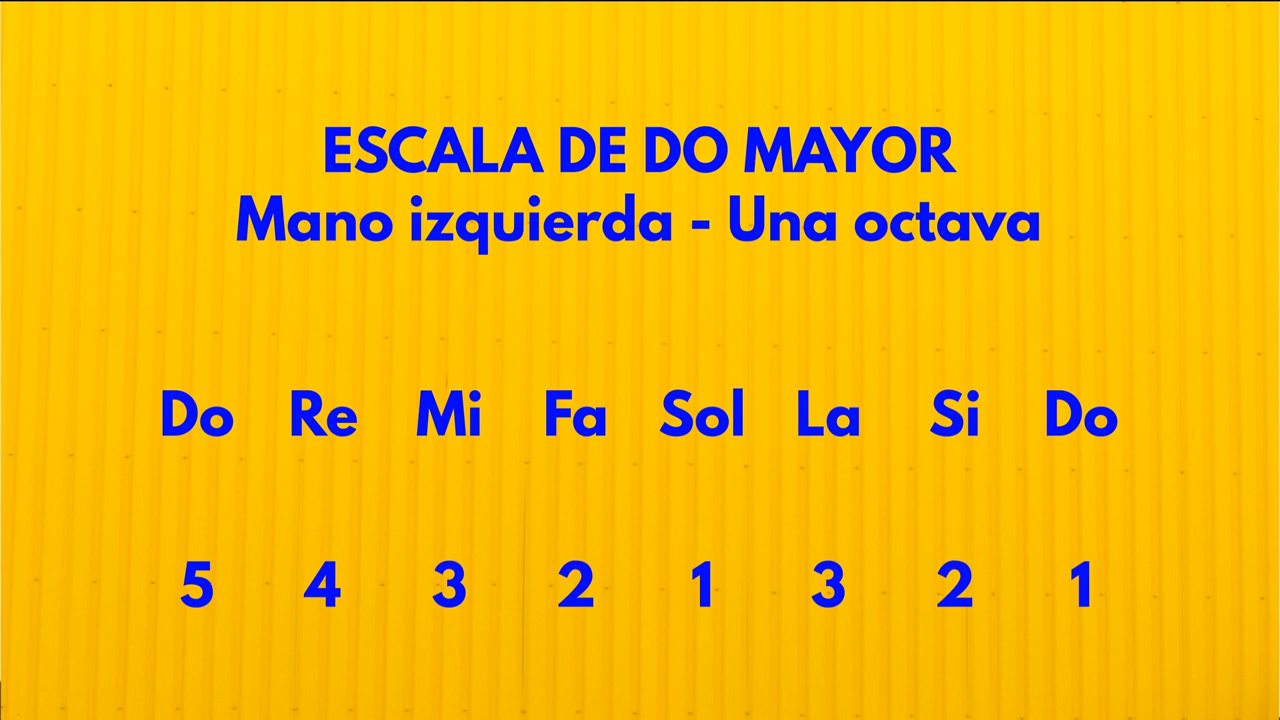 ESCALA DE DO MAYOR
Mano izquierda - Una octava
Do Re Mi Fa Sol La Si Do
5 4 3 2 1 3 2 1